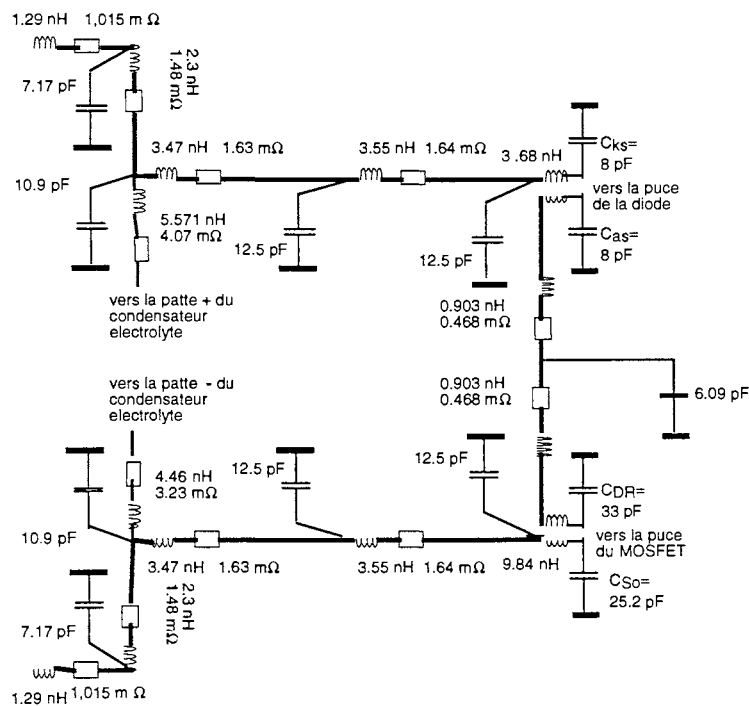 1.29 nH 1,015 m Ω
2.3 nH
1.48 mΩ
7.17 pF
3.47 nH 1.63 mΩ
3.55 nH 1.64 mΩ
3.68 nH
Cks=
8 pF
vers la puce
de la diode
Cas=
8 pF
10.9 pF
5.571 nH
4.07 mΩ
12.5 pF
12.5 pF
vers la patte + du
condensateur
electrolyte
0.903 nH
0.468 mΩ
vers la patte - du
condensateur
electrolyte
0.903 nH
0.468 mΩ
6.09 pF
4.46 nH
3.23 mΩ
12.5 pF
12.5 pF
CDR=
33 pF
vers la puce
du MOSFET
10.9 pF
3.47 nH 1.63 mΩ
3.55 nH 1.64 mΩ
9.84 nH
CSo=
25.2 pF
2.3 nH
1.48 mΩ
7.17 pF
1.29 nH 1,015 m Ω